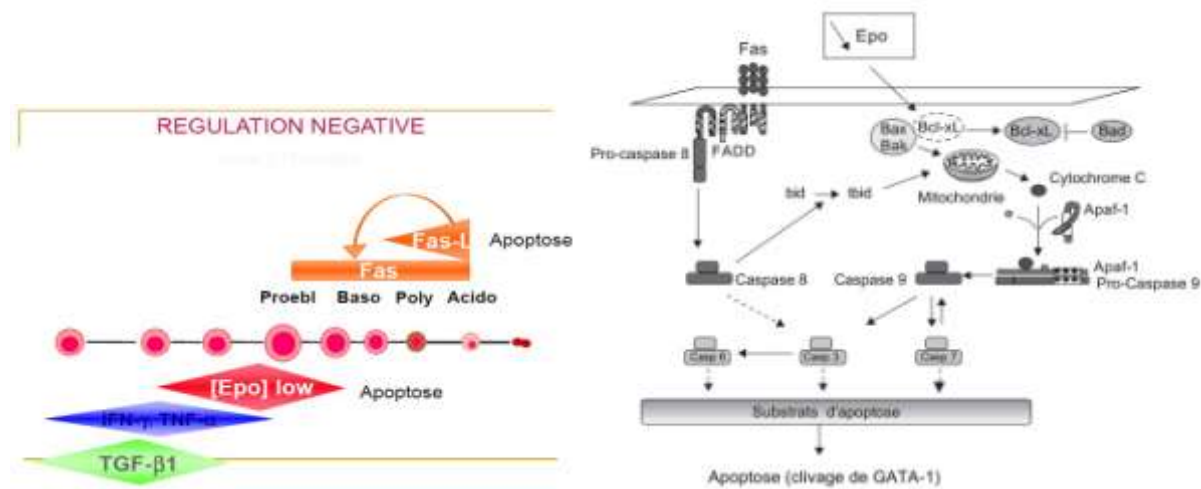 REGULATION NEGATIVE
Fas-L
Apoptose
Fas
Proebl Baso Poly Acido
[Epo] low
Apoptose
IFN-γ, TNF-α
TGF-β1
Epo
Fas
Pro-caspase 8
FADD
Bax
Bak
Bcl-xL
Bcl-xL
Bad
Mitochondrie
Cytochrome C
bid
tbid
Apaf-1
Caspase 8
Caspase 9
Apaf-1
Pro-Caspase 9
Casp 6
Casp 3
Casp 7
Substrats d'apoptose
Apoptose (clivage de GATA-1)